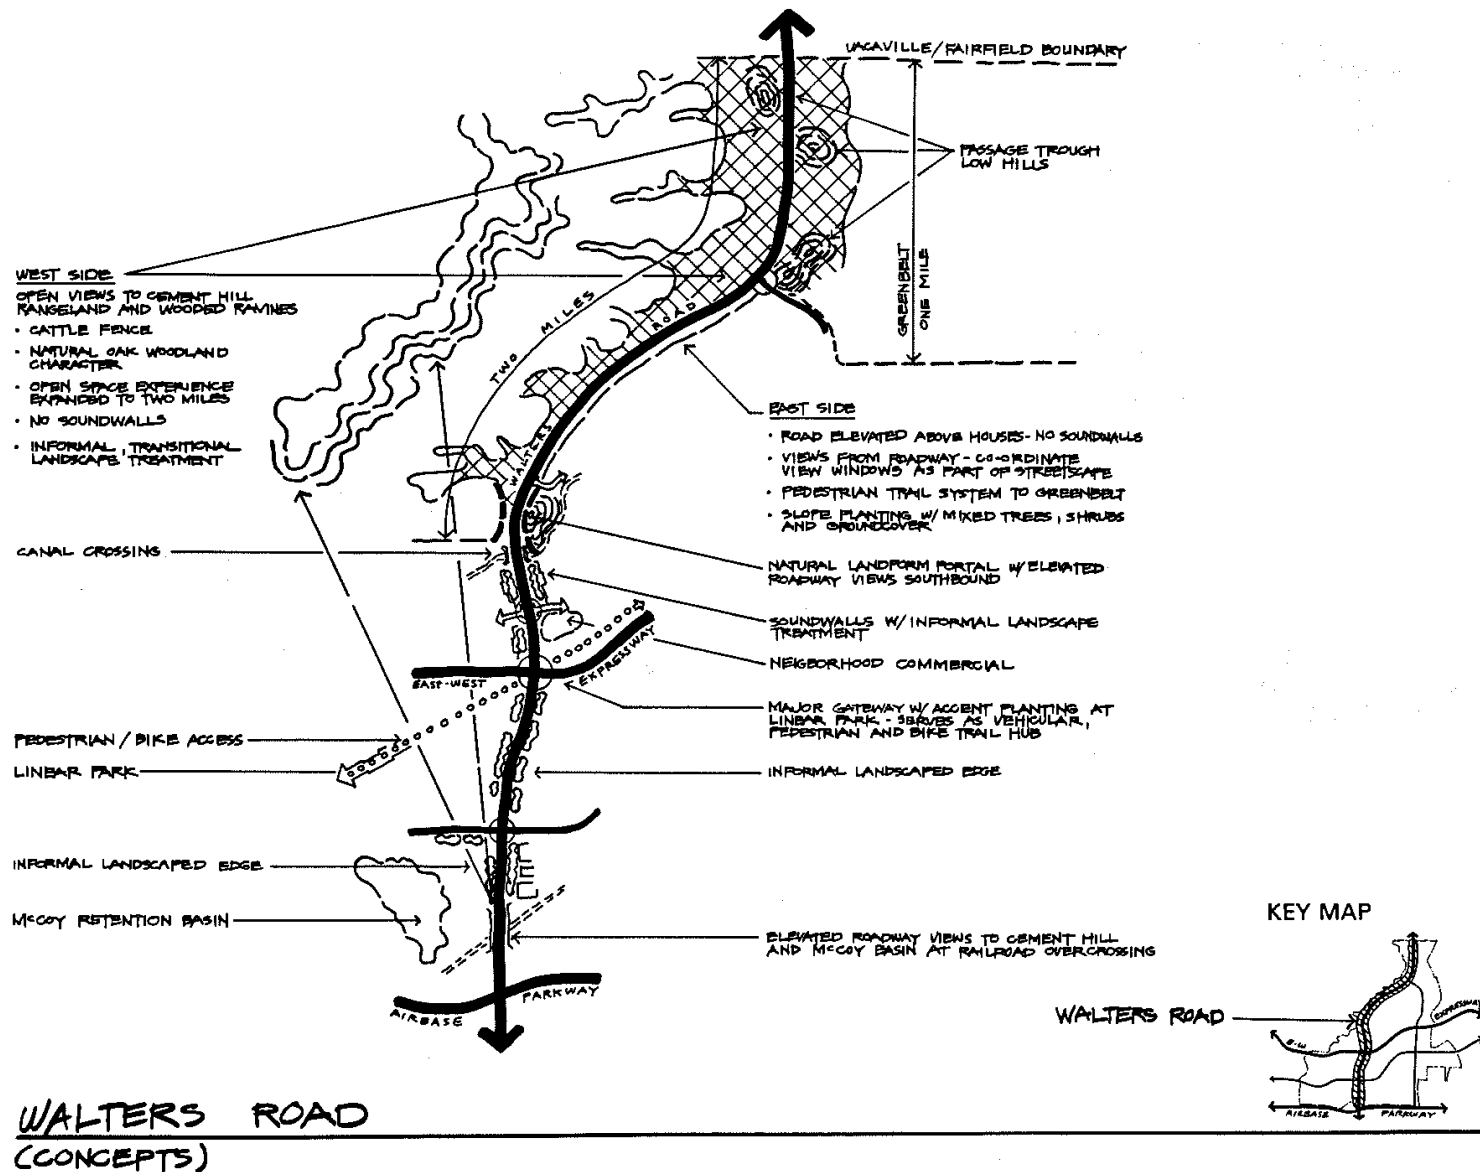 VACAVILLE/FAIRFIELD BOUNDARY
PASSAGE TROUGH
LOW HILLS
GREENBELT
ONE MILE
WEST SIDE
OPEN VIEWS TO CEMENT HILL
RANGELAND AND WOODED RAVINES
• CATTLE FENCE
• NATURAL OAK WOODLAND
CHARACTER
• OPEN SPACE EXPERIENCE
EXPANDED TO TWO MILES
• NO SOUNDWALLS
• INFORMAL, TRANSITIONAL
LANDSCAPE TREATMENT
TWO MILES
WALTERS ROAD
EAST SIDE
• ROAD ELEVATED ABOVE HOUSES - NO SOUNDWALLS
• VIEWS FROM ROADWAY - CO-ORDINATE
VIEW WINDOWS AS PART OF STREETSCAPE
• PEDESTRIAN TRAIL SYSTEM TO GREENBELT
• SLOPE PLANTING W/ MIXED TREES, SHRUBS
AND GROUNDCOVER
CANAL CROSSING
NATURAL LANDFORM PORTAL W/ ELEVATED
ROADWAY VIEWS SOUTHBOUND
SOUNDWALLS W/ INFORMAL LANDSCAPE
TREATMENT
NEIGBORHOOD COMMERCIAL
EAST-WEST EXPRESSWAY
MAJOR GATEWAY W/ ACCENT PLANTING AT
LINEAR PARK - SERVES AS VEHICULAR,
PEDESTRIAN AND BIKE TRAIL HUB
PEDESTRIAN / BIKE ACCESS
LINEAR PARK
INFORMAL LANDSCAPED EDGE
INFORMAL LANDSCAPED EDGE
McCOY RETENTION BASIN
ELEVATED ROADWAY VIEWS TO CEMENT HILL
AND McCOY BASIN AT RAILROAD OVERCROSSING
AIRBASE PARKWAY
KEY MAP
WALTERS ROAD
E-W EXPRESSWAY
AIRBASE PARKWAY
WALTERS ROAD
(CONCEPTS)